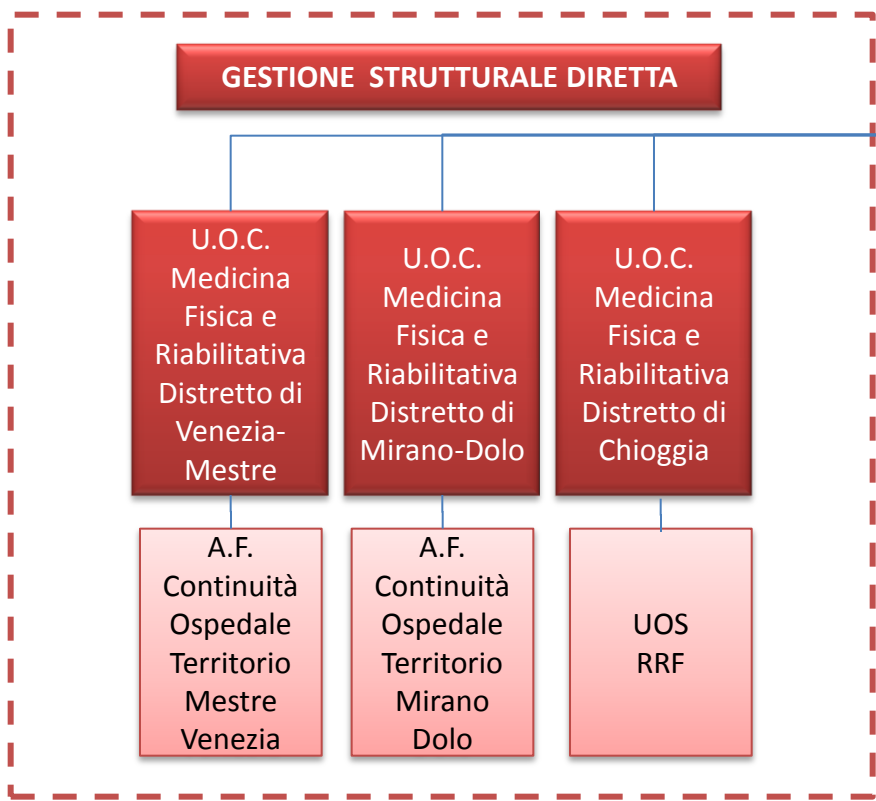 GESTIONE STRUTTURALE DIRETTA
U.O.C.
Medicina
Fisica e
Riabilitativa
Distretto di
Venezia-
Mestre
U.O.C.
Medicina
Fisica e
Riabilitativa
Distretto di
Mirano-Dolo
U.O.C.
Medicina
Fisica e
Riabilitativa
Distretto di
Chioggia
A.F.
Continuità
Ospedale
Territorio
Mestre
Venezia
A.F.
Continuità
Ospedale
Territorio
Mirano
Dolo
UOS
RRF